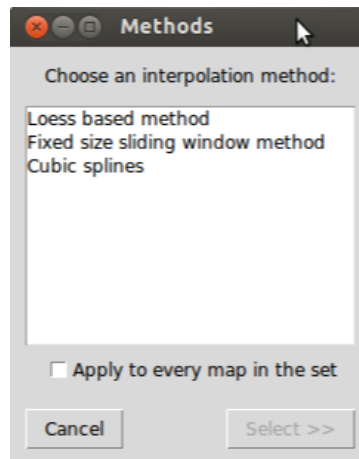 Methods
Choose an interpolation method:
Loess based method
Fixed size sliding window method
Cubic splines
Apply to every map in the set
Cancel
Select >>